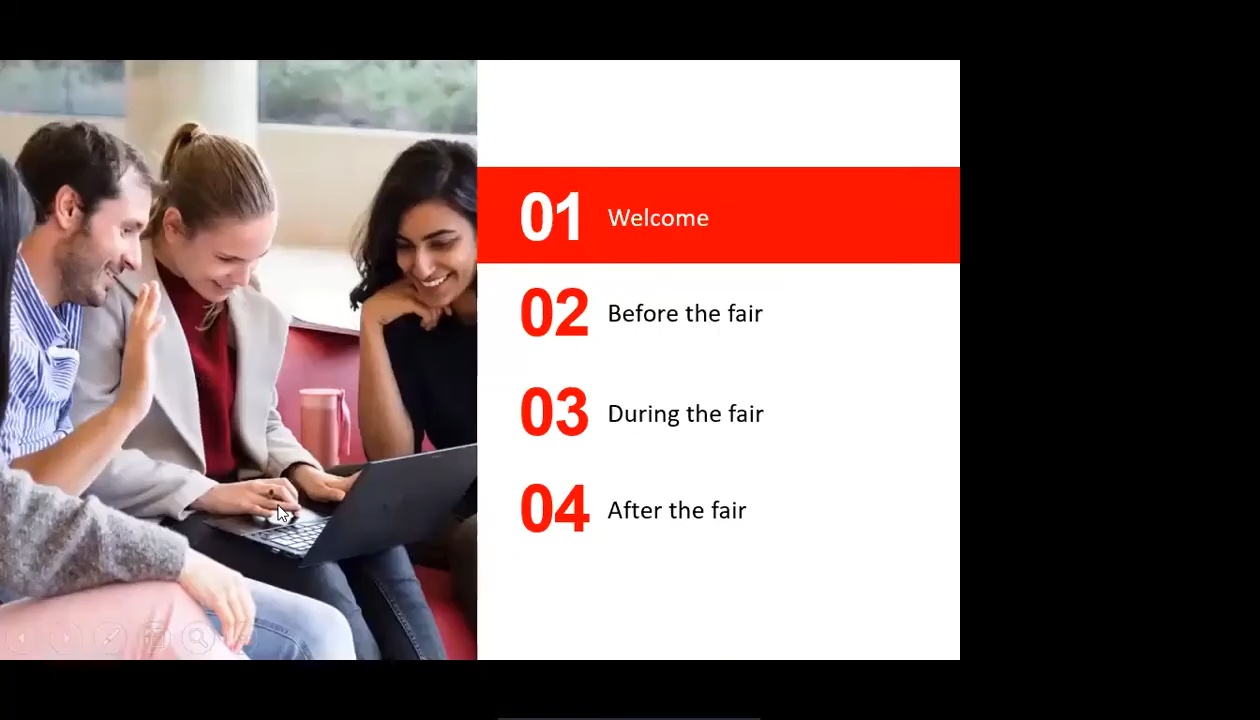 01 Welcome
02 Before the fair
03 During the fair
04 After the fair